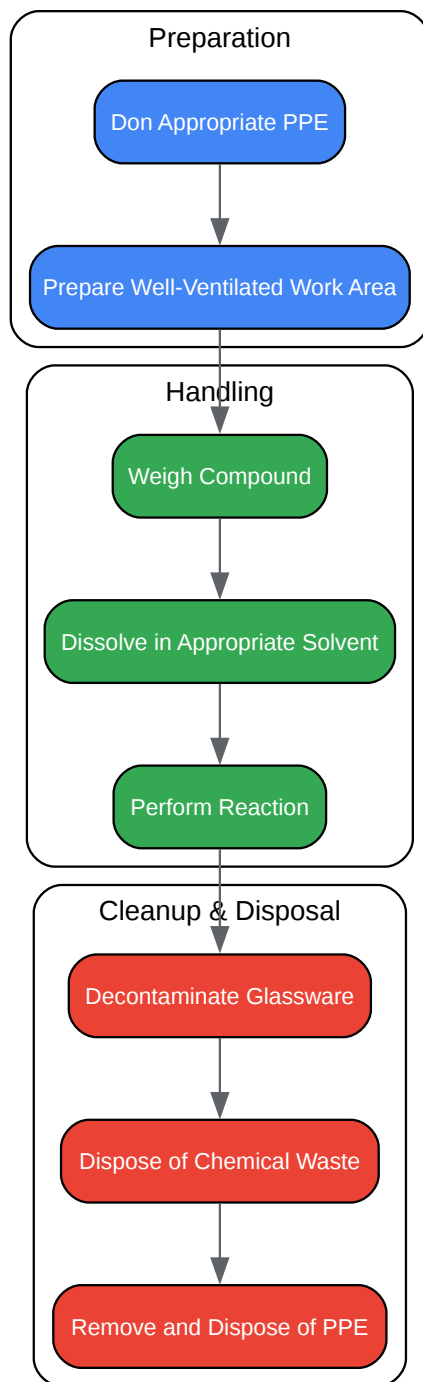 Preparation
Don Appropriate PPE
Prepare Well-Ventilated Work Area
Handling
Weigh Compound
Dissolve in Appropriate Solvent
Perform Reaction
Cleanup & Disposal
Decontaminate Glassware
Dispose of Chemical Waste
Remove and Dispose of PPE